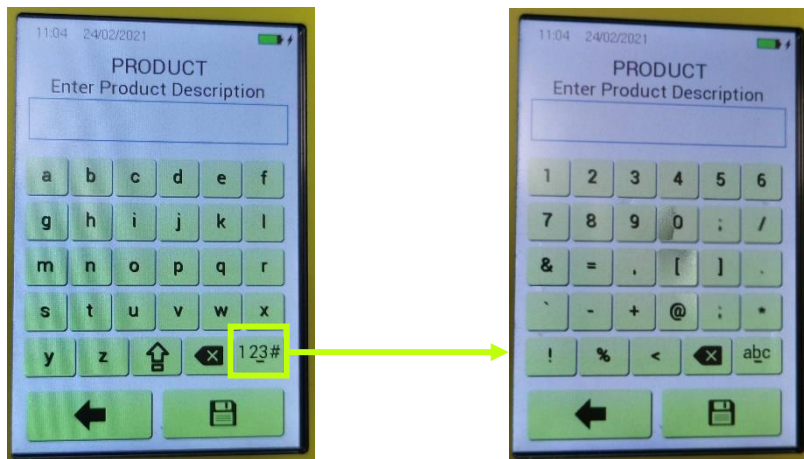 11:04 24/02/2021
PRODUCT
Enter Product Description
a b c d e f
g h i j k l
m n o p q r
s t u v w x
y z 123#
11:04 24/02/2021
PRODUCT
Enter Product Description
1 2 3 4 5 6
7 8 9 0 ; /
& = , [ ] .
` - + @ ; *
! % < abc